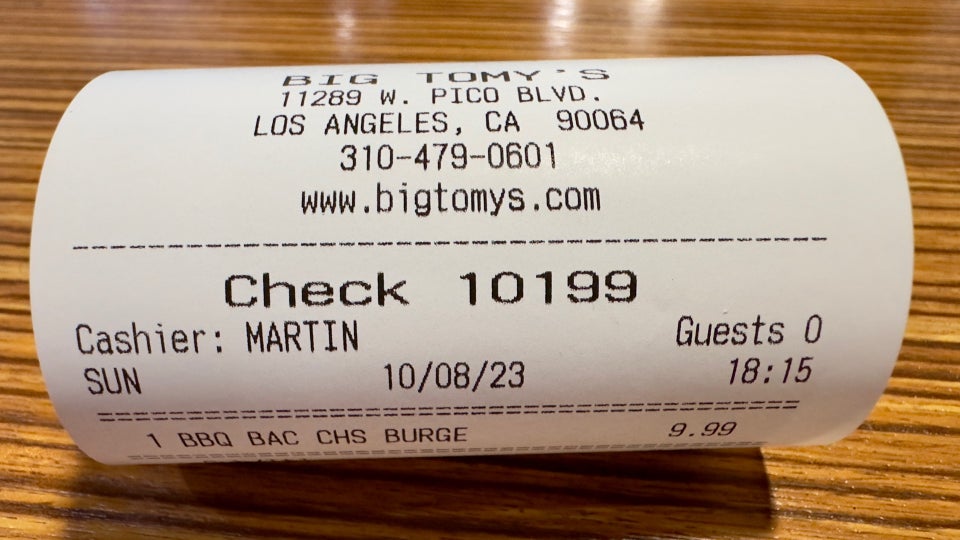 BIG TOMY'S
11289 W. PICO BLVD.
LOS ANGELES, CA 90064
310-479-0601
www.bigtomys.com
Check 10199
Cashier: MARTIN Guests 0
SUN 10/08/23 18:15
1 BBQ BAC CHS BURGE 9.99